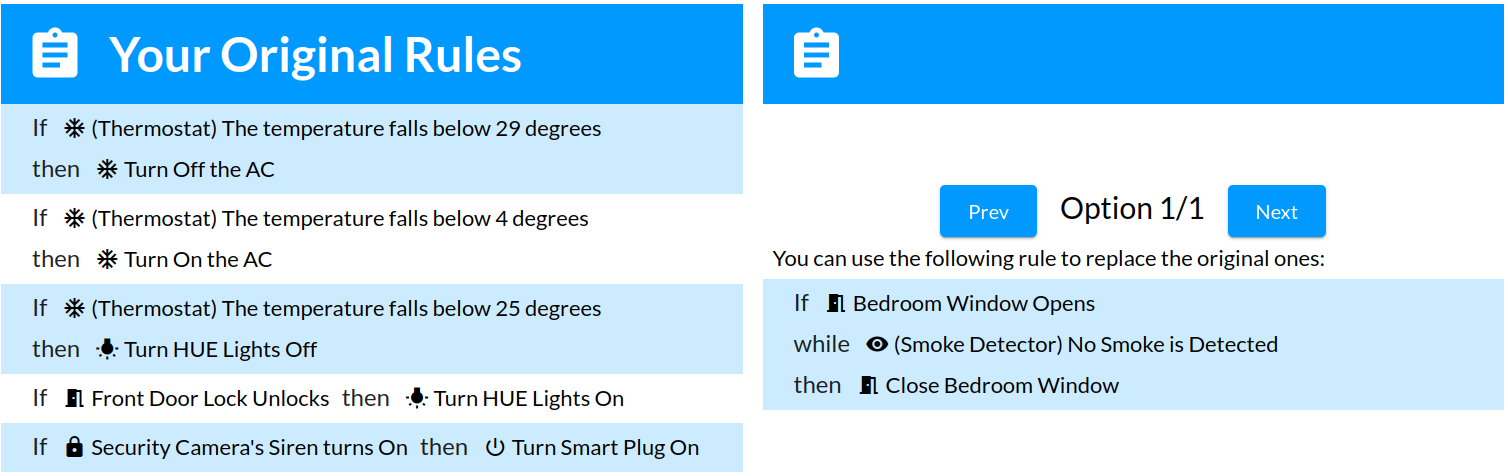 Your Original Rules
If (Thermostat) The temperature falls below 29 degrees
then Turn Off the AC
If (Thermostat) The temperature falls below 4 degrees
then Turn On the AC
If (Thermostat) The temperature falls below 25 degrees
then Turn HUE Lights Off
If Front Door Lock Unlocks then Turn HUE Lights On
If Security Camera's Siren turns On then Turn Smart Plug On
Prev Option 1/1 Next
You can use the following rule to replace the original ones:
If Bedroom Window Opens
while (Smoke Detector) No Smoke is Detected
then Close Bedroom Window